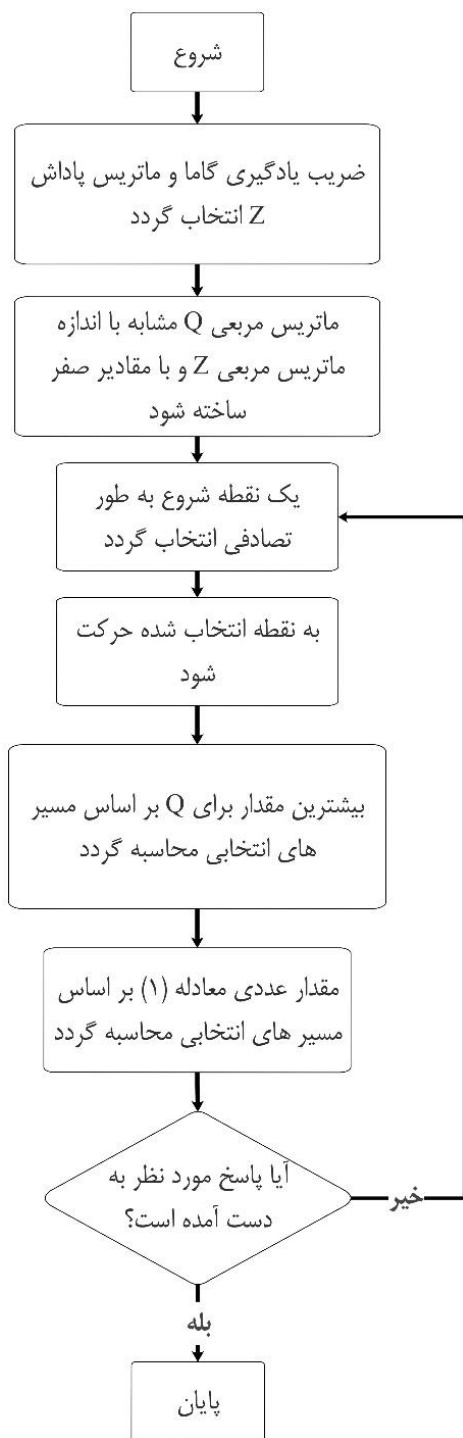 شروع
ضریب یادگیری گاما و ماتریس پاداش
Z انتخاب گردد
ماتریس مربعی Q مشابه با اندازه
ماتریس مربعی Z و با مقادیر صفر
ساخته شود
یک نقطه شروع به طور
تصادفی انتخاب گردد
به نقطه انتخاب شده حرکت
شود
بیشترین مقدار برای Q بر اساس مسیر
های انتخابی محاسبه گردد
مقدار عددی معادله (۱) بر اساس
مسیر های انتخابی محاسبه گردد
آیا پاسخ مورد نظر به
دست آمده است؟
خیر
بله
پایان